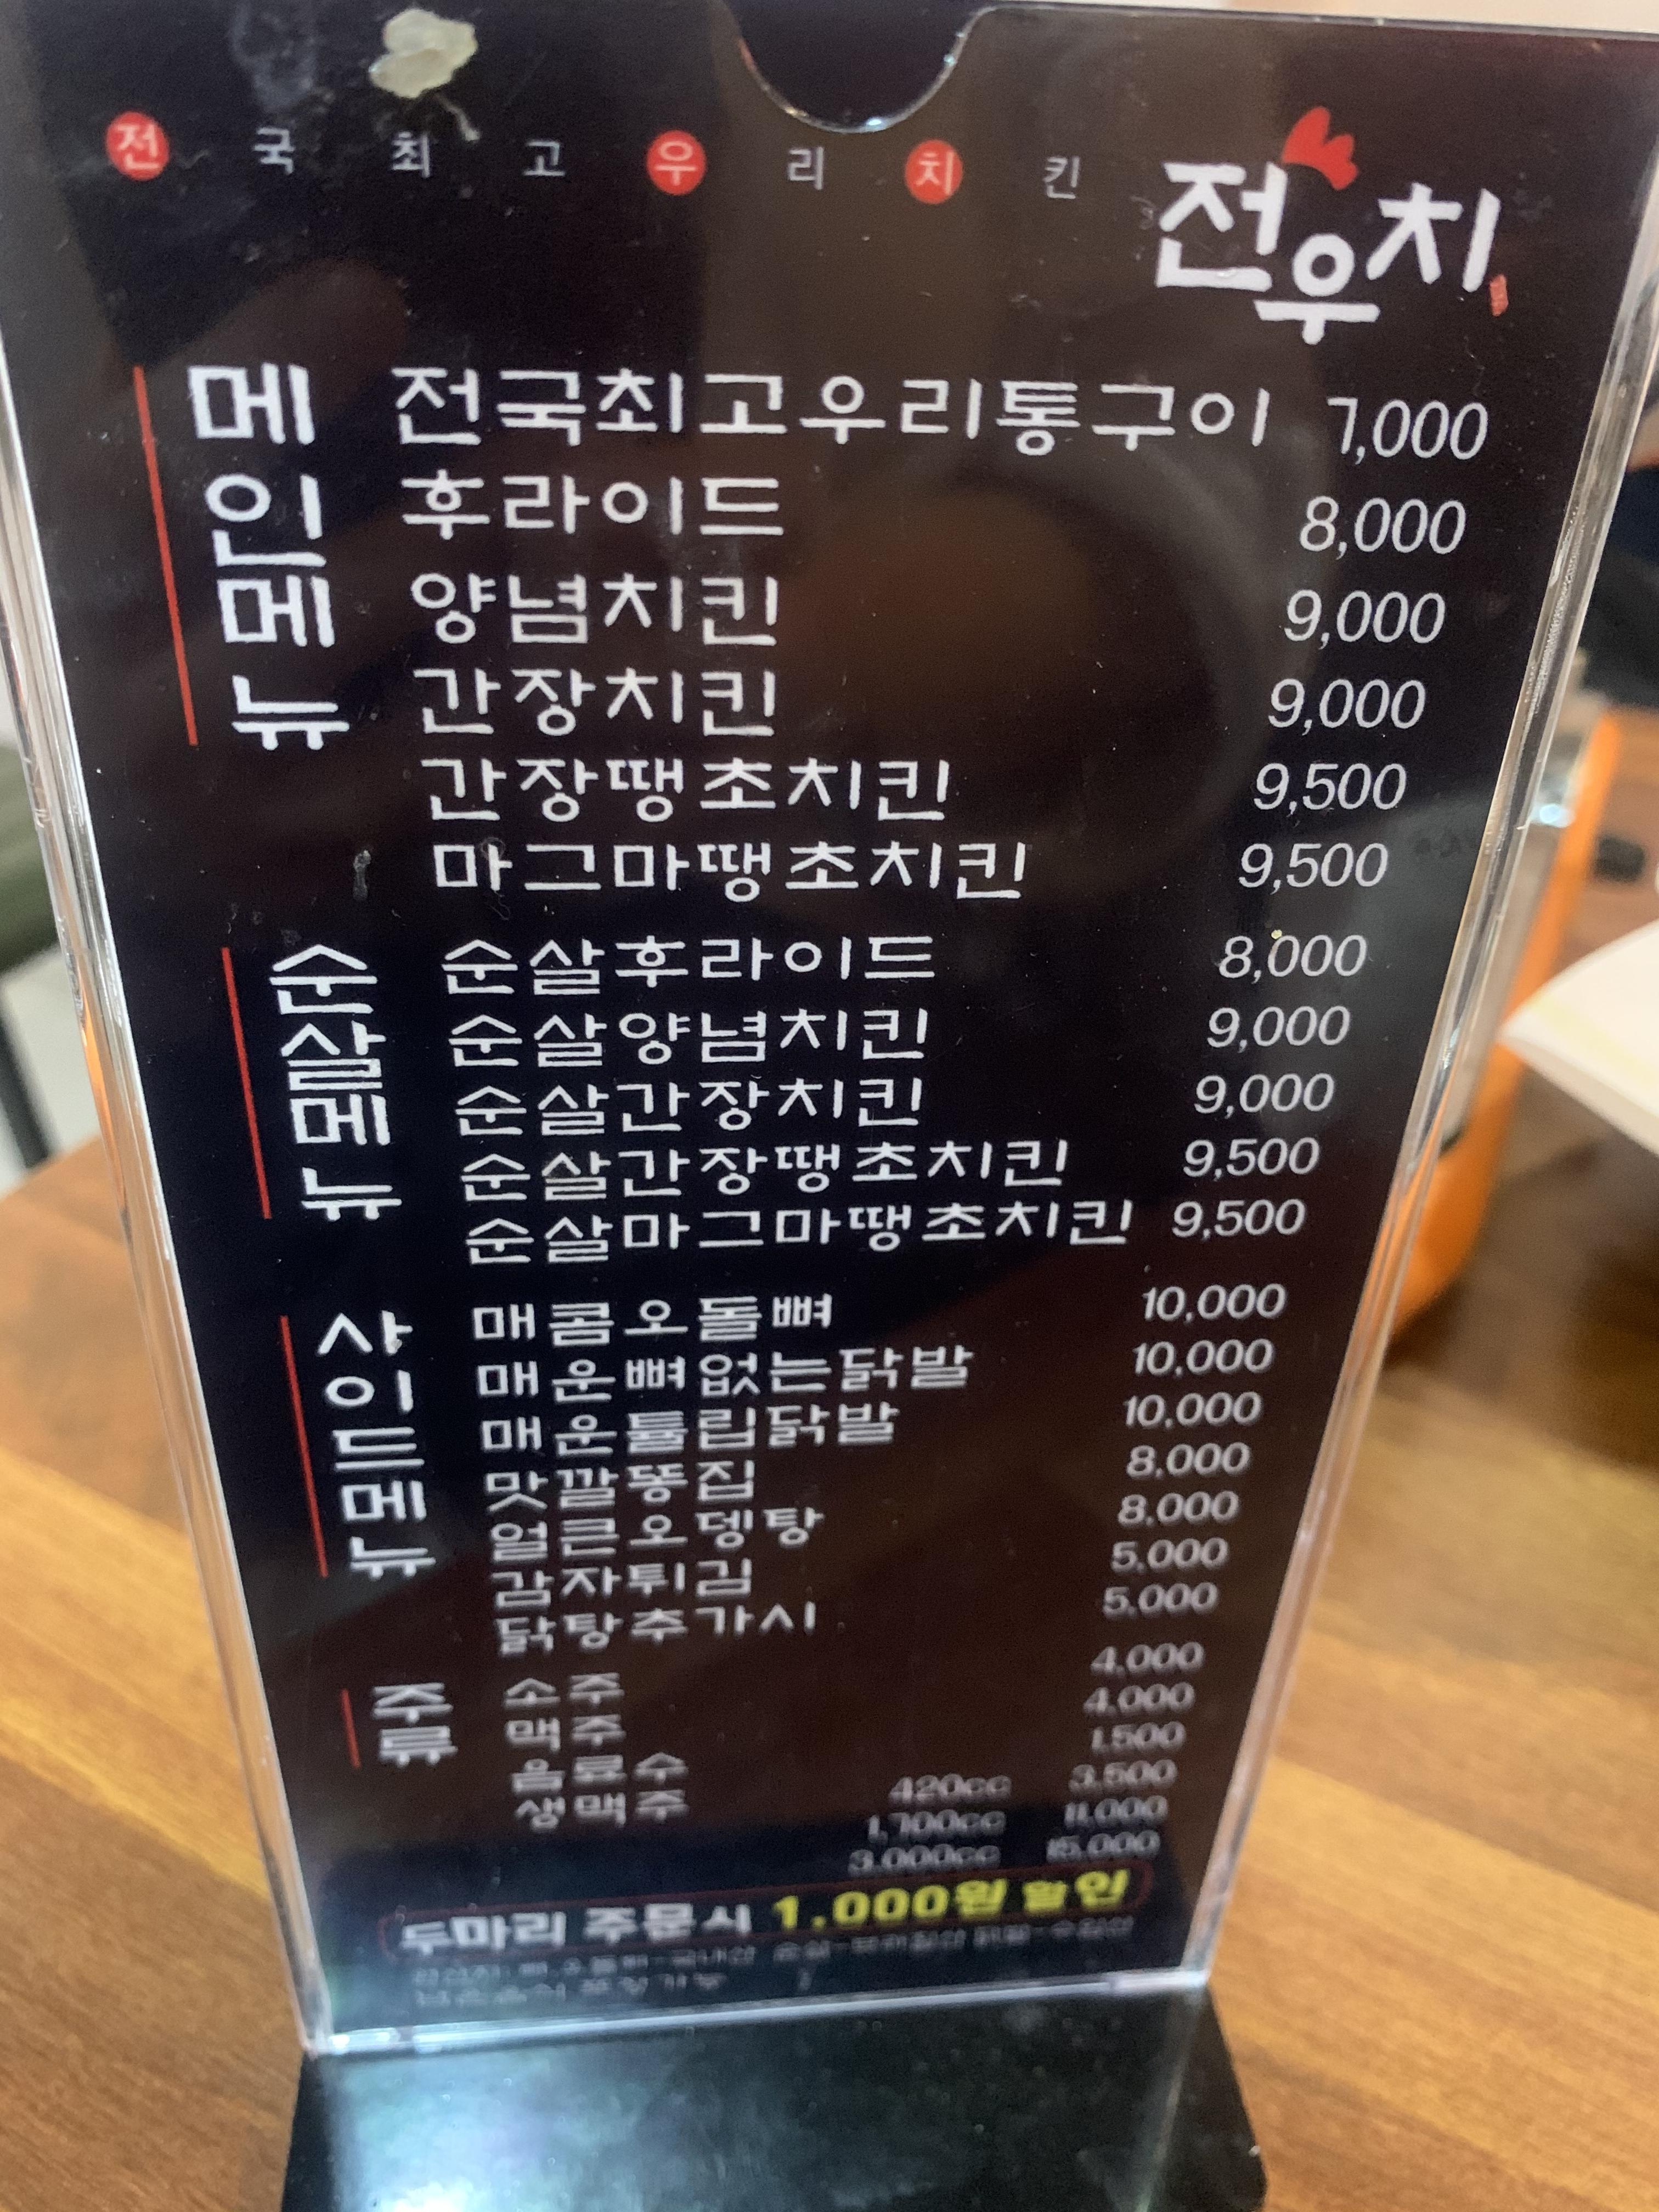 전국최고우리치킨
전우치
메인메뉴
전국최고우리통구이 7,000
후라이드 8,000
양념치킨 9,000
간장치킨 9,000
간장땡초치킨 9,500
마그마땡초치킨 9,500
순살메뉴
순살후라이드 8,000
순살양념치킨 9,000
순살간장치킨 9,000
순살간장땡초치킨 9,500
순살마그마땡초치킨 9,500
사이드메뉴
매콤오돌뼈 10,000
매운뼈없는닭발 10,000
매운튤립닭발 10,000
맛깔똥집 8,000
얼큰오뎅탕 8,000
감자튀김 5,000
닭탕추가시 5,000
주류
소주 4,000
맥주 4,000
음료수 1,500
생맥주 420cc 3,500
1,700cc 11,000
3,000cc 15,000
두마리 주문시 1,000원 할인